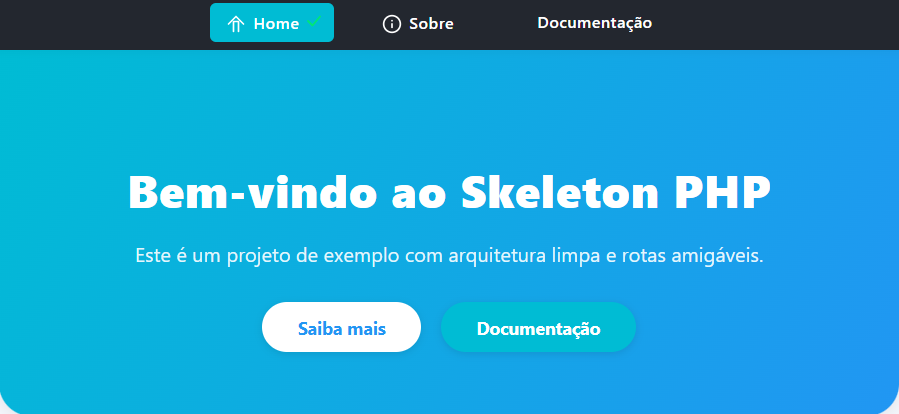 Home
Sobre
Documentação
Bem-vindo ao Skeleton PHP
Este é um projeto de exemplo com arquitetura limpa e rotas amigáveis.
Saiba mais
Documentação